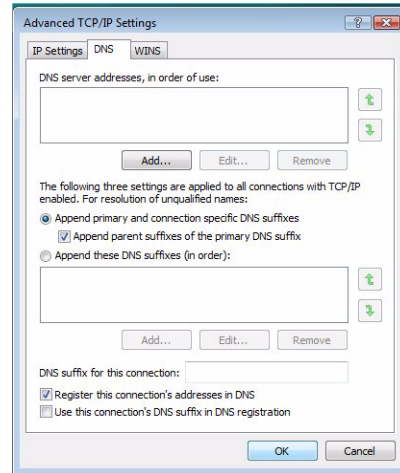 Advanced TCP/IP Settings
IP Settings DNS WINS
DNS server addresses, in order of use:
Add... Edit... Remove
The following three settings are applied to all connections with TCP/IP
enabled. For resolution of unqualified names:
Append primary and connection specific DNS suffixes
Append parent suffixes of the primary DNS suffix
Append these DNS suffixes (in order):
Add... Edit... Remove
DNS suffix for this connection:
Register this connection's addresses in DNS
Use this connection's DNS suffix in DNS registration
OK Cancel